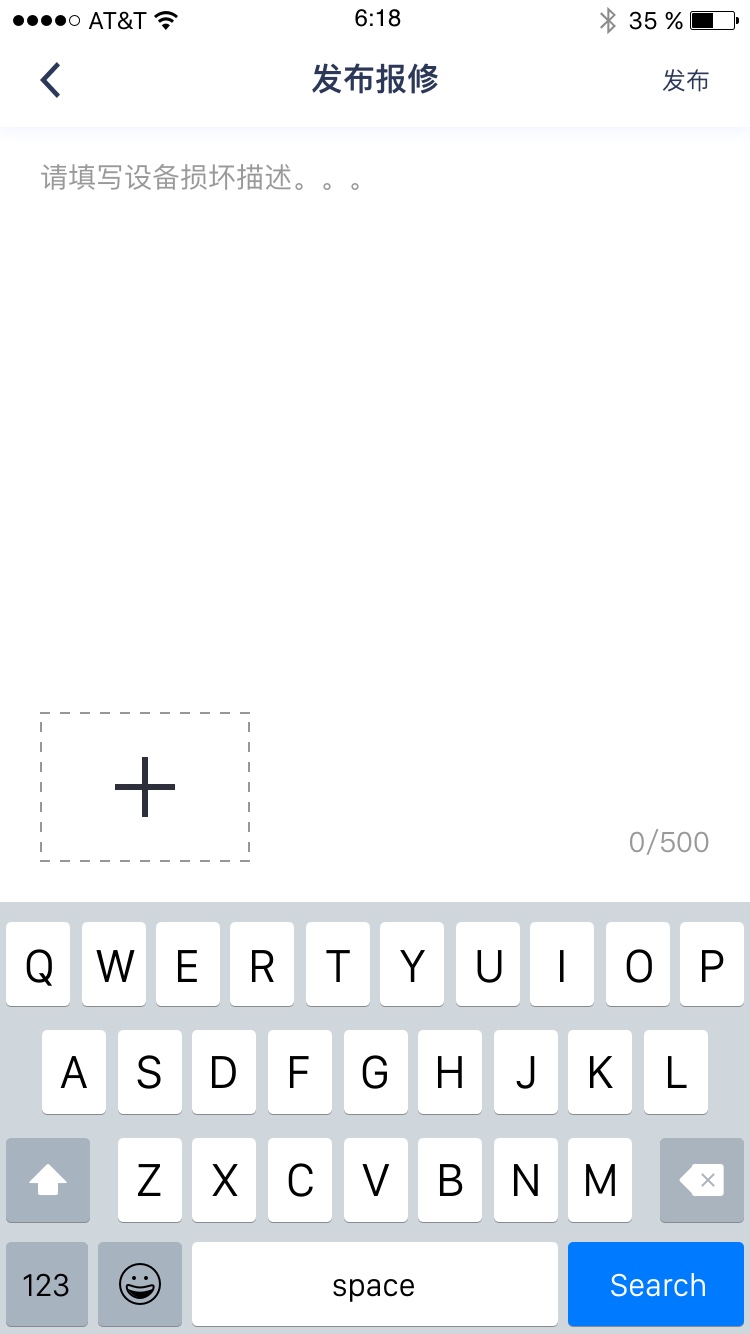 AT&T 6:18 35 %
发布报修 发布
请填写设备损坏描述。。。
0/500
Q W E R T Y U I O P
A S D F G H J K L
Z X C V B N M
123 space Search